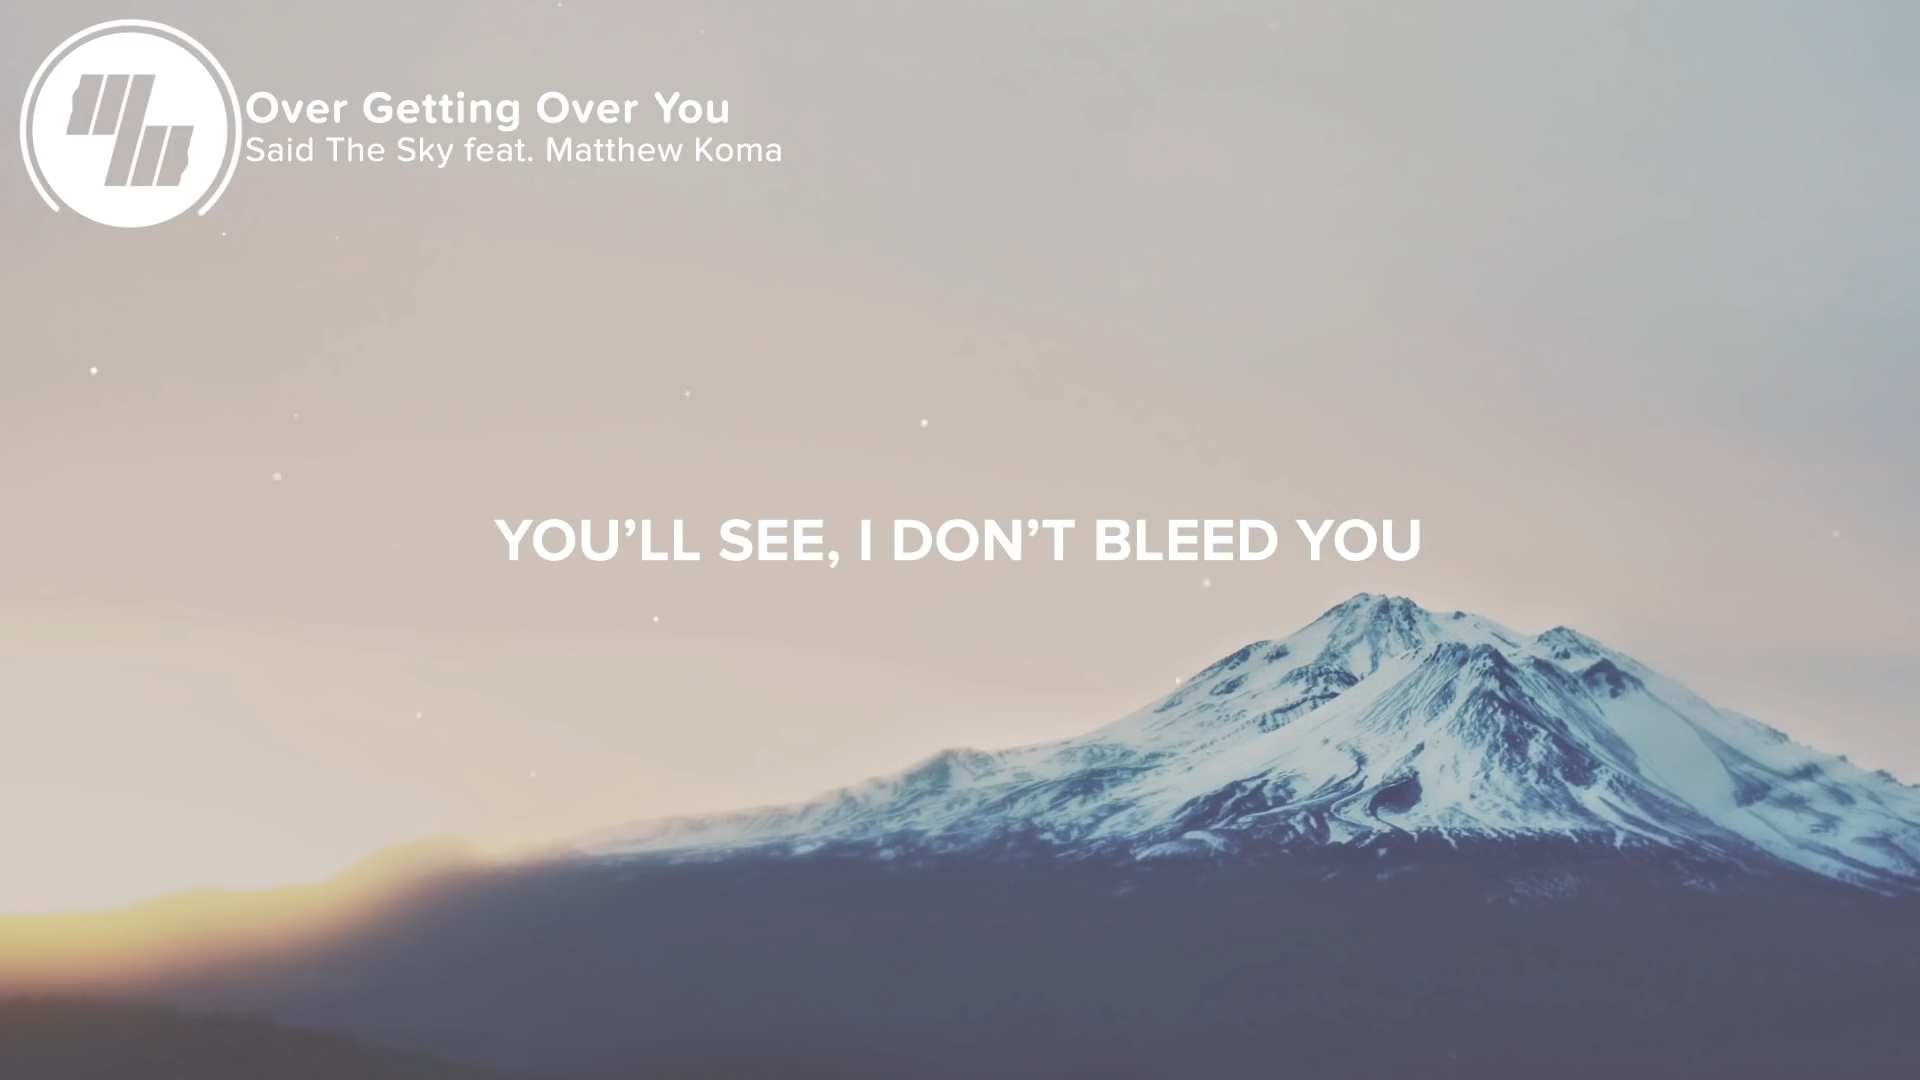 Over Getting Over You
Said The Sky feat. Matthew Koma
YOU’LL SEE, I DON’T BLEED YOU